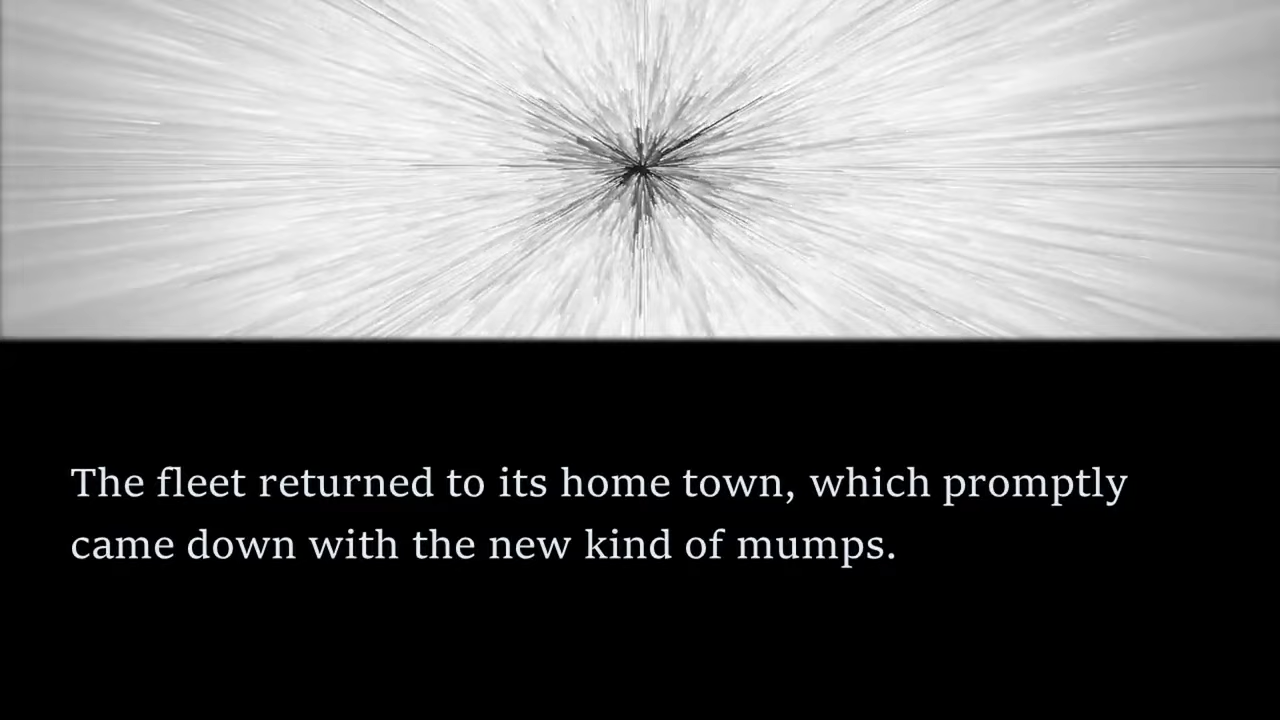 The fleet returned to its home town, which promptly
came down with the new kind of mumps.